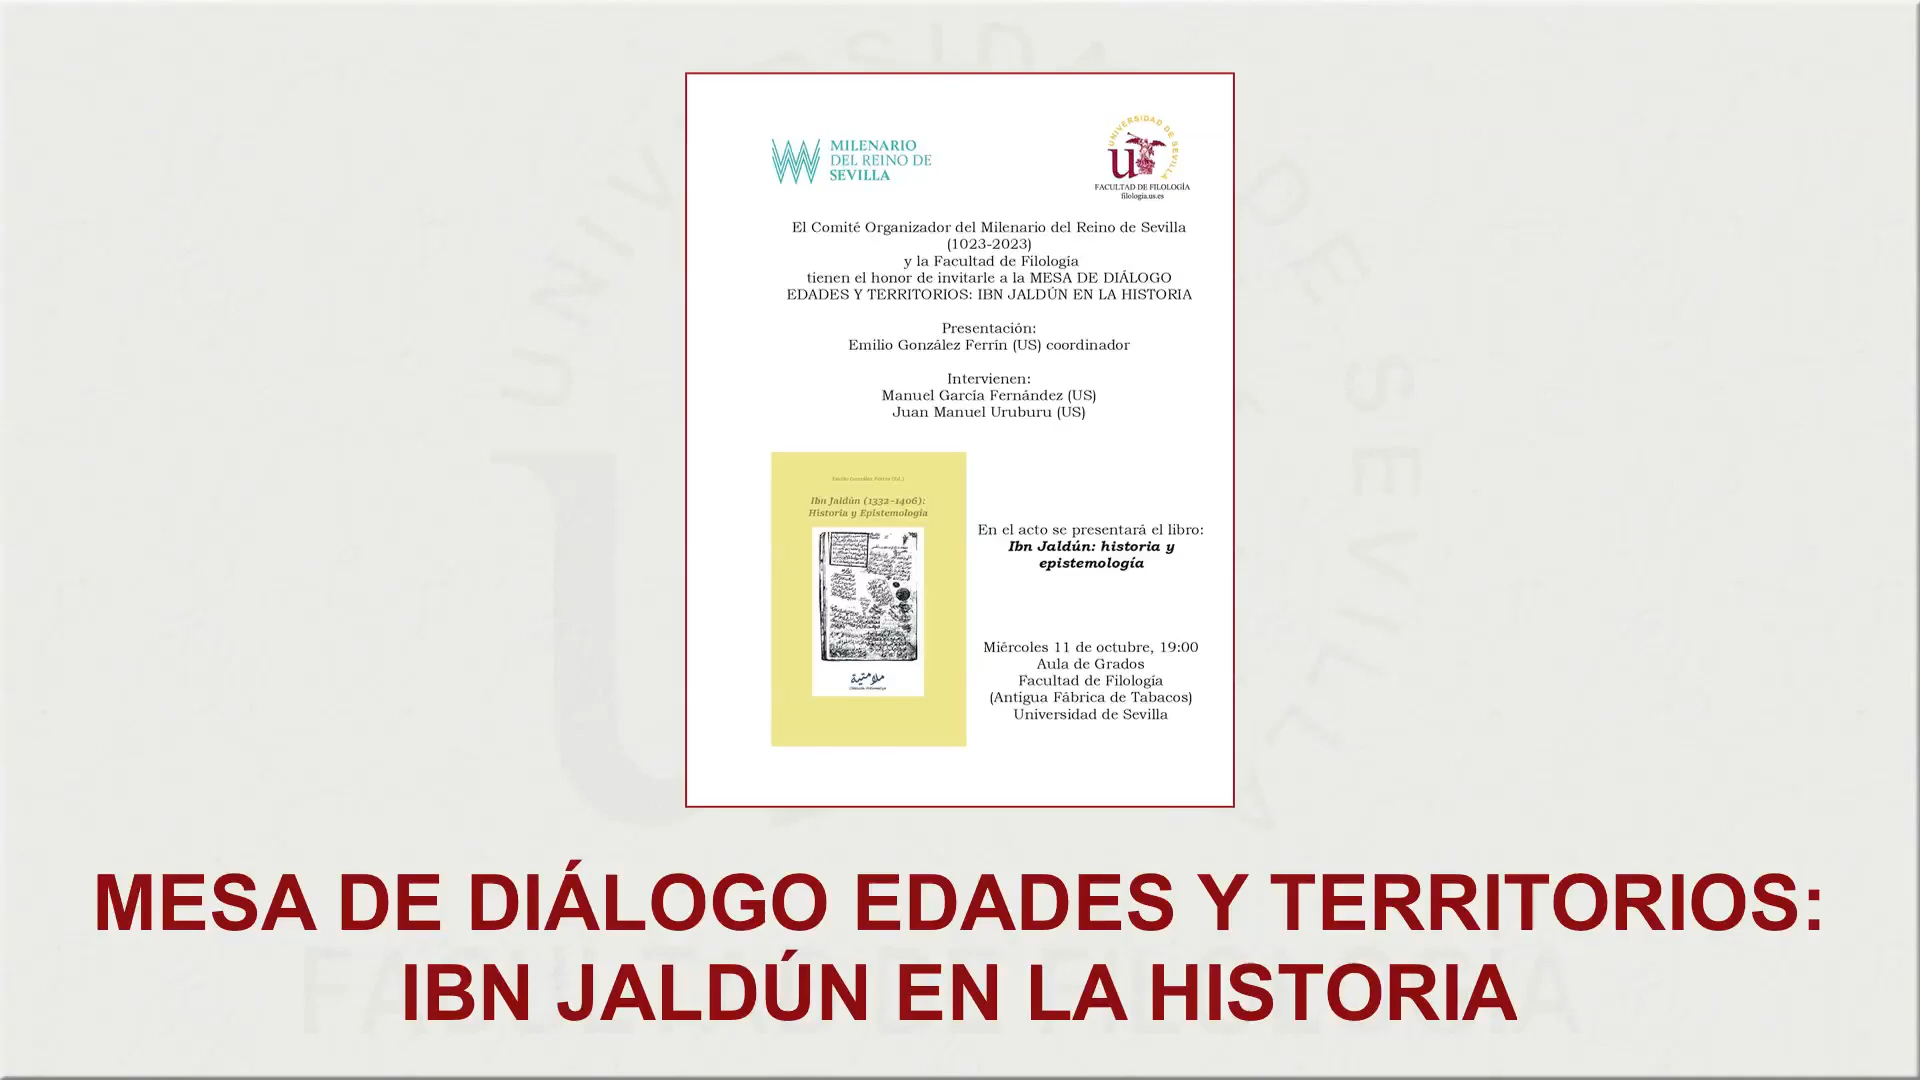 MILENARIO
DEL REINO DE
SEVILLA
UNIVERSIDAD DE SEVILLA
FACULTAD DE FILOLOGÍA
filologia.us.es
El Comité Organizador del Milenario del Reino de Sevilla
(1023-2023)
y la Facultad de Filología
tienen el honor de invitarle a la MESA DE DIÁLOGO
EDADES Y TERRITORIOS: IBN JALDÚN EN LA HISTORIA
Presentación:
Emilio González Ferrín (US) coordinador
Intervienen:
Manuel García Fernández (US)
Juan Manuel Uruburu (US)
Emilio González Ferrín (Ed.)
Ibn Jaldún (1332-1406):
Historia y Epistemología
En el acto se presentará el libro:
Ibn Jaldún: historia y
epistemología
Miércoles 11 de octubre, 19:00
Aula de Grados
Facultad de Filología
(Antigua Fábrica de Tabacos)
Universidad de Sevilla
MESA DE DIÁLOGO EDADES Y TERRITORIOS:
IBN JALDÚN EN LA HISTORIA